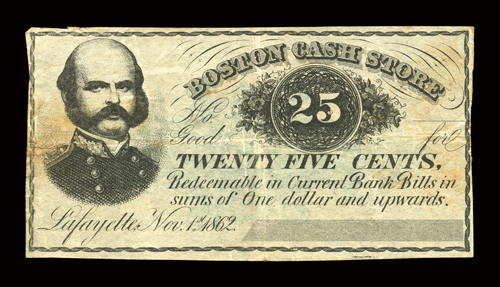 BOSTON CASH STORE
No.
25
Good for
TWENTY FIVE CENTS,
Redeemable in Current Bank Bills in
sums of One dollar and upwards.
Lafayette, Nov. 1st 1862.